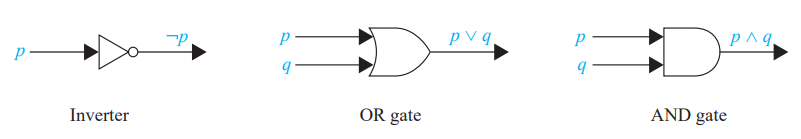 p ¬p
p
q
p ∨ q
p
q
p ∧ q
Inverter
OR gate
AND gate